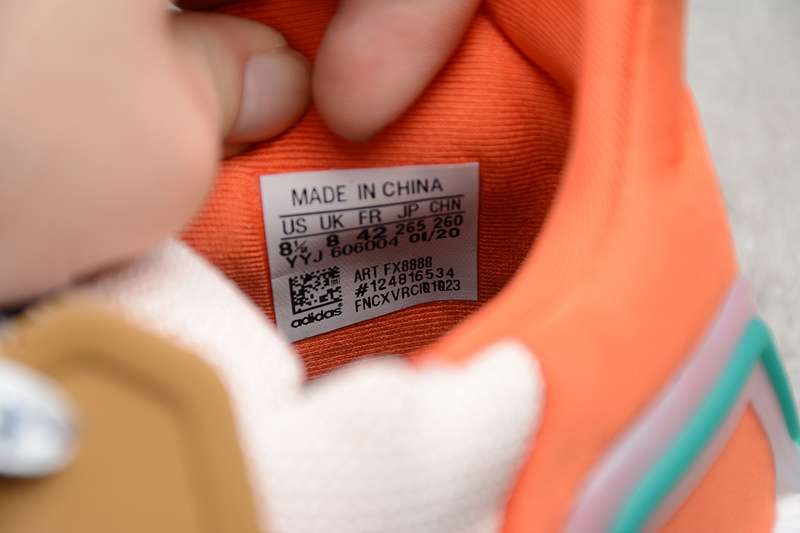 MADE IN CHINA
US UK FR JP CHN
8½ 8 42 265 260
YYJ 606004 01/20
ART FX8888
#124816534
adidas